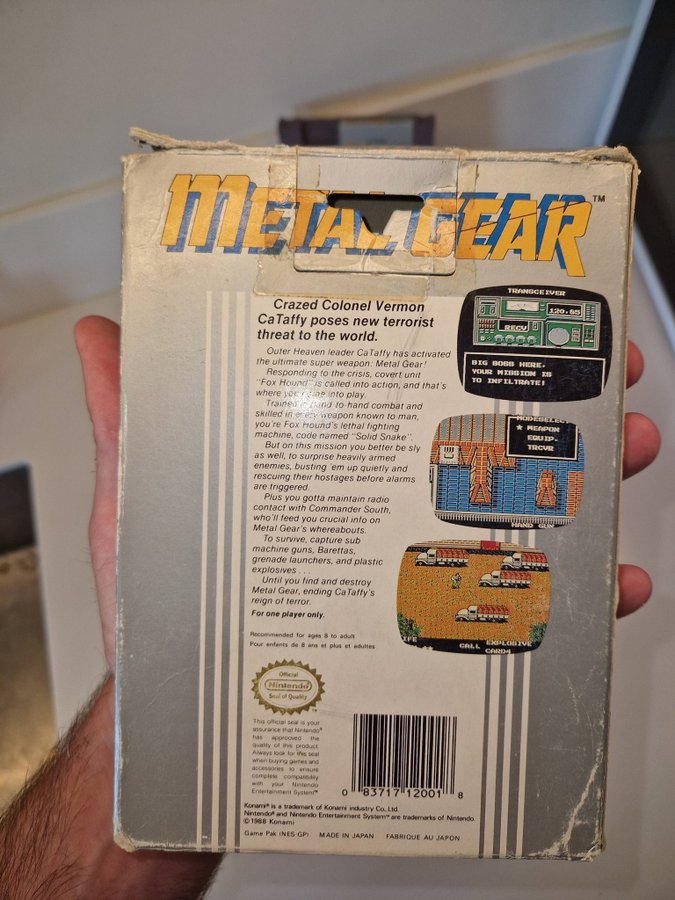 METAL GEAR™
Crazed Colonel Vermon
CaTaffy poses new terrorist
threat to the world.
Outer Heaven leader CaTaffy has activated
the ultimate super weapon: Metal Gear!
Responding to the crisis, covert unit
"Fox Hound" is called into action, and that's
where you come into play.
Trained in hand-to-hand combat and
skilled in every weapon known to man,
you're Fox Hound's lethal fighting
machine, code named "Solid Snake".
But on this mission you better be sly
as well, to surprise heavily armed
enemies, busting 'em up quietly and
rescuing their hostages before alarms
are triggered.
Plus you gotta maintain radio
contact with Commander South,
who'll feed you crucial info on
Metal Gear's whereabouts.
To survive, capture sub
machine guns, Barettas,
grenade launchers, and plastic
explosives . . .
Until you find and destroy
Metal Gear, ending CaTaffy's
reign of terror.
For one player only.
Recommended for ages 8 to adult
Pour enfants de 8 ans et plus et adultes
TRANSCEIVER
120.85
RECV
BIG BOSS HERE.
YOUR MISSION IS
TO INFILTRATE!
MODESELECT
★ WEAPON
EQUIP.
TRCVR
HAND GUN
LIFE
EXPLOSIVE
CALL
CARD4
Official
Nintendo®
Seal of Quality
This official seal is your
assurance that Nintendo®
has approoved the
quality of this product.
Always look for this seal
when buying games and
accessories to ensure
complete compatibility
with your Nintendo
Entertainment System™
0 83717 12001 8
Konami® is a trademark of Konami industry Co, Ltd.
Nintendo® and Nintendo Entertainment System™ are trademarks of Nintendo.
©1988 Konami
Game Pak (NES-GP) MADE IN JAPAN FABRIQUE AU JAPON